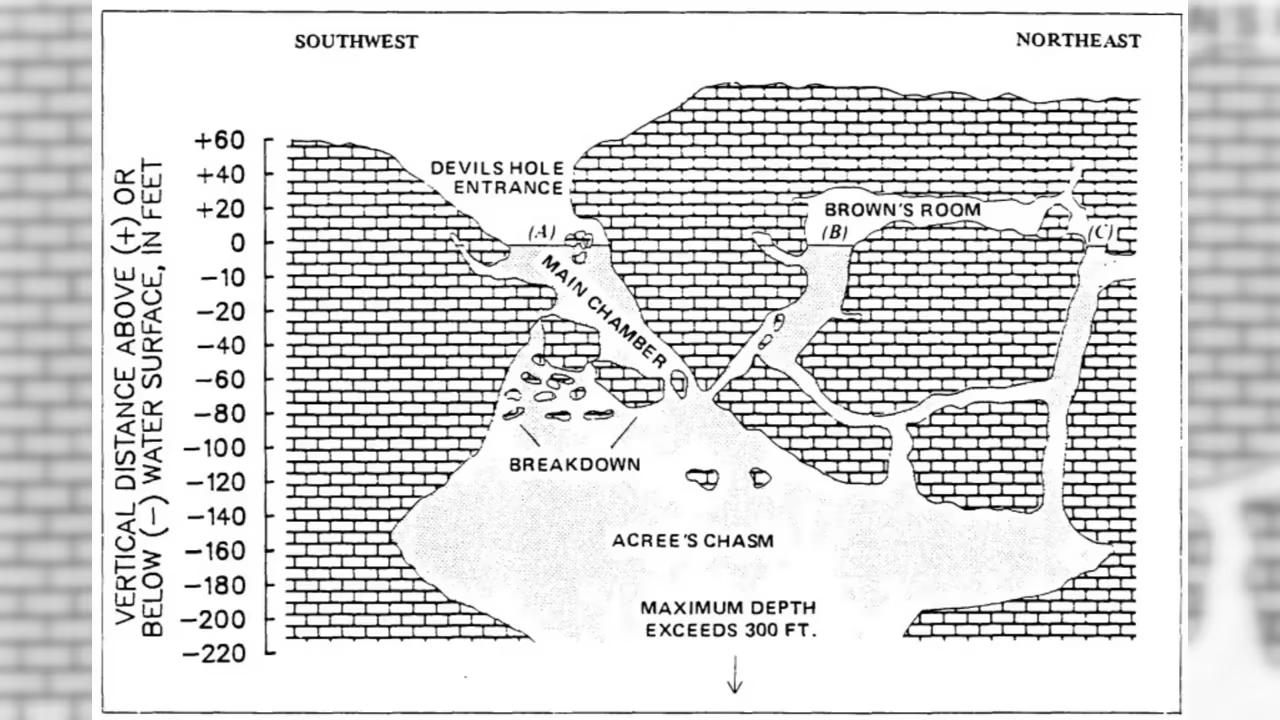 SOUTHWEST
NORTHEAST
VERTICAL DISTANCE ABOVE (+) OR
BELOW (−) WATER SURFACE, IN FEET
+60
+40
+20
0
−10
−20
−40
−60
−80
−100
−120
−140
−160
−180
−200
−220
DEVILS HOLE
ENTRANCE
BROWN'S ROOM
(A)
(B)
(C)
MAIN CHAMBER
BREAKDOWN
ACREE'S CHASM
MAXIMUM DEPTH
EXCEEDS 300 FT.